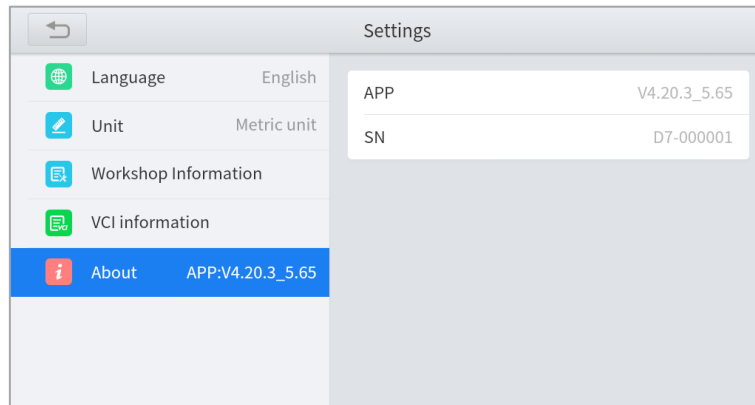 Settings
Language English
Unit Metric unit
Workshop Information
VCI information
About APP:V4.20.3_5.65
APP V4.20.3_5.65
SN D7-000001